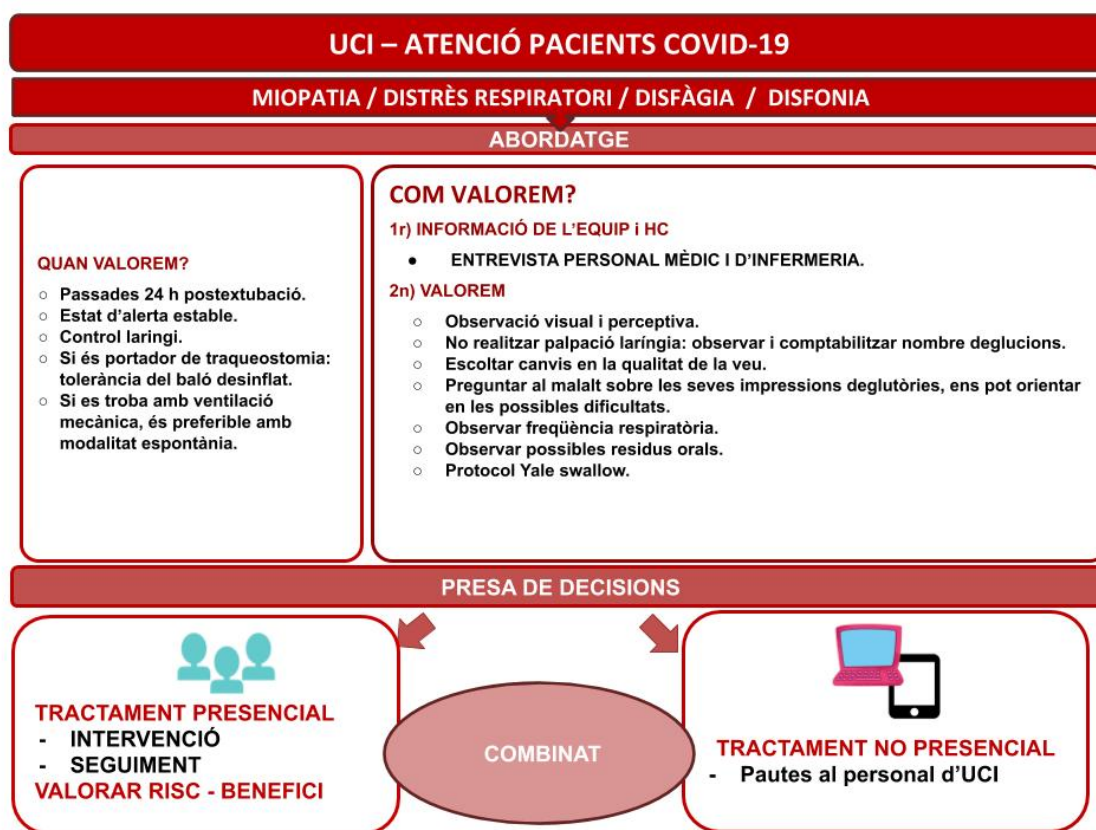 UCI – ATENCIÓ PACIENTS COVID-19
MIOPATIA / DISTRÈS RESPIRATORI / DISFÀGIA / DISFONIA
ABORDATGE
QUAN VALOREM?
○ Passades 24 h postextubació.
○ Estat d’alerta estable.
○ Control laringi.
○ Si és portador de traqueostomia:
tolerància del baló desinflat.
○ Si es troba amb ventilació
mecànica, és preferible amb
modalitat espontània.
COM VALOREM?
1r) INFORMACIÓ DE L’EQUIP i HC
● ENTREVISTA PERSONAL MÈDIC I D’INFERMERIA.
2n) VALOREM
○ Observació visual i perceptiva.
○ No realitzar palpació laríngia: observar i comptabilitzar nombre deglucions.
○ Escoltar canvis en la qualitat de la veu.
○ Preguntar al malalt sobre les seves impressions deglutòries, ens pot orientar
en les possibles dificultats.
○ Observar freqüència respiratòria.
○ Observar possibles residus orals.
○ Protocol Yale swallow.
PRESA DE DECISIONS
TRACTAMENT PRESENCIAL
- INTERVENCIÓ
- SEGUIMENT
VALORAR RISC - BENEFICI
COMBINAT
TRACTAMENT NO PRESENCIAL
- Pautes al personal d’UCI